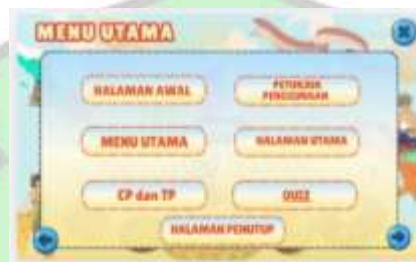 MENU UTAMA
HALAMAN AWAL
PETUNJUK
PENGGUNAAN
MENU UTAMA
HALAMAN UTAMA
CP dan TP
QUIZ
HALAMAN PENUTUP